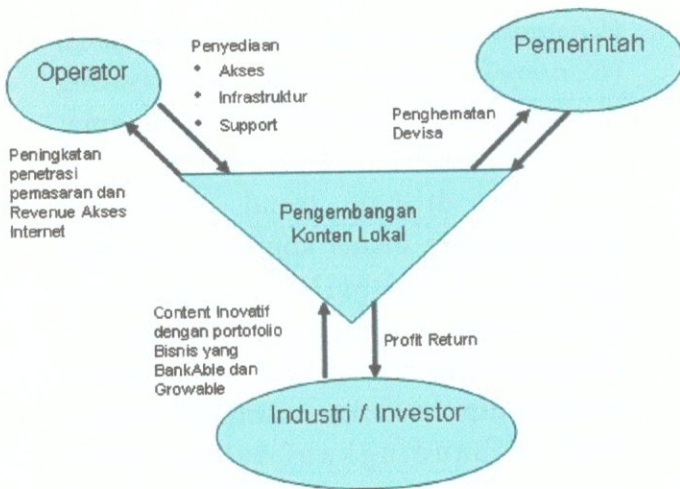 Operator
Penyediaan
• Akses
• Infrastruktur
• Support
Pemerintah
Penghematan
Devisa
Peningkatan
penetrasi
pemasaran dan
Revenue Akses
Internet
Pengembangan
Konten Lokal
Content Inovatif
dengan portofolio
Bisnis yang
BankAble dan
Growable
Profit Return
Industri / Investor